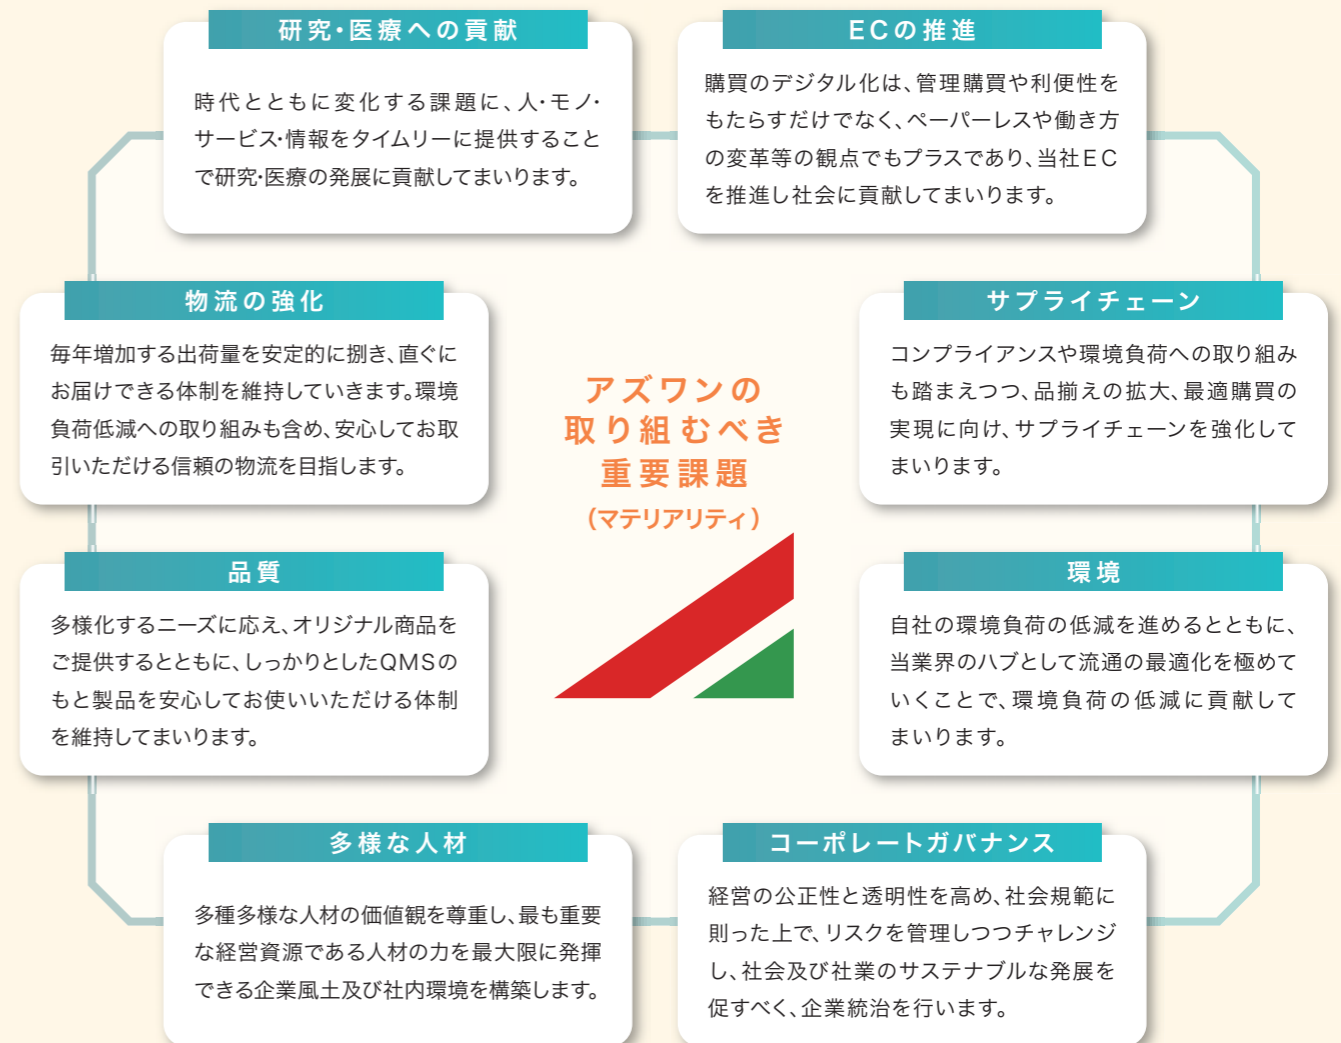 研究・医療への貢献
時代とともに変化する課題に、人・モノ・
サービス・情報をタイムリーに提供すること
で研究・医療の発展に貢献してまいります。
ECの推進
購買のデジタル化は、管理購買や利便性を
もたらすだけでなく、ペーパーレスや働き方
の変革等の観点でもプラスであり、当社EC
を推進し社会に貢献してまいります。
物流の強化
毎年増加する出荷量を安定的に捌き、直ぐに
お届けできる体制を維持していきます。環境
負荷低減への取り組みも含め、安心してお取
引いただける信頼の物流を目指します。
アズワンの
取り組むべき
重要課題
（マテリアリティ）
サプライチェーン
コンプライアンスや環境負荷への取り組み
も踏まえつつ、品揃えの拡大、最適購買の
実現に向け、サプライチェーンを強化して
まいります。
品質
多様化するニーズに応え、オリジナル商品を
ご提供するとともに、しっかりとしたQMSの
もと製品を安心してお使いいただける体制
を維持してまいります。
環境
自社の環境負荷の低減を進めるとともに、
当業界のハブとして流通の最適化を極めて
いくことで、環境負荷の低減に貢献して
まいります。
多様な人材
多種多様な人材の価値観を尊重し、最も重要
な経営資源である人材の力を最大限に発揮
できる企業風土及び社内環境を構築します。
コーポレートガバナンス
経営の公正性と透明性を高め、社会規範に
則った上で、リスクを管理しつつチャレンジ
し、社会及び社業のサステナブルな発展を
促すべく、企業統治を行います。